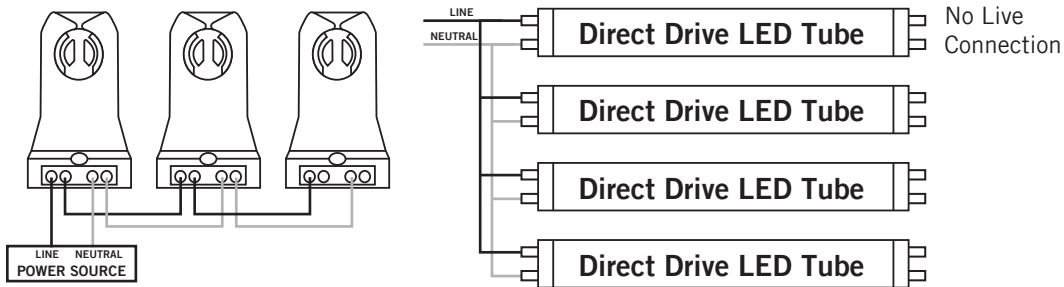 LINE NEUTRAL
POWER SOURCE
LINE
NEUTRAL
Direct Drive LED Tube
No Live
Connection
Direct Drive LED Tube
Direct Drive LED Tube
Direct Drive LED Tube